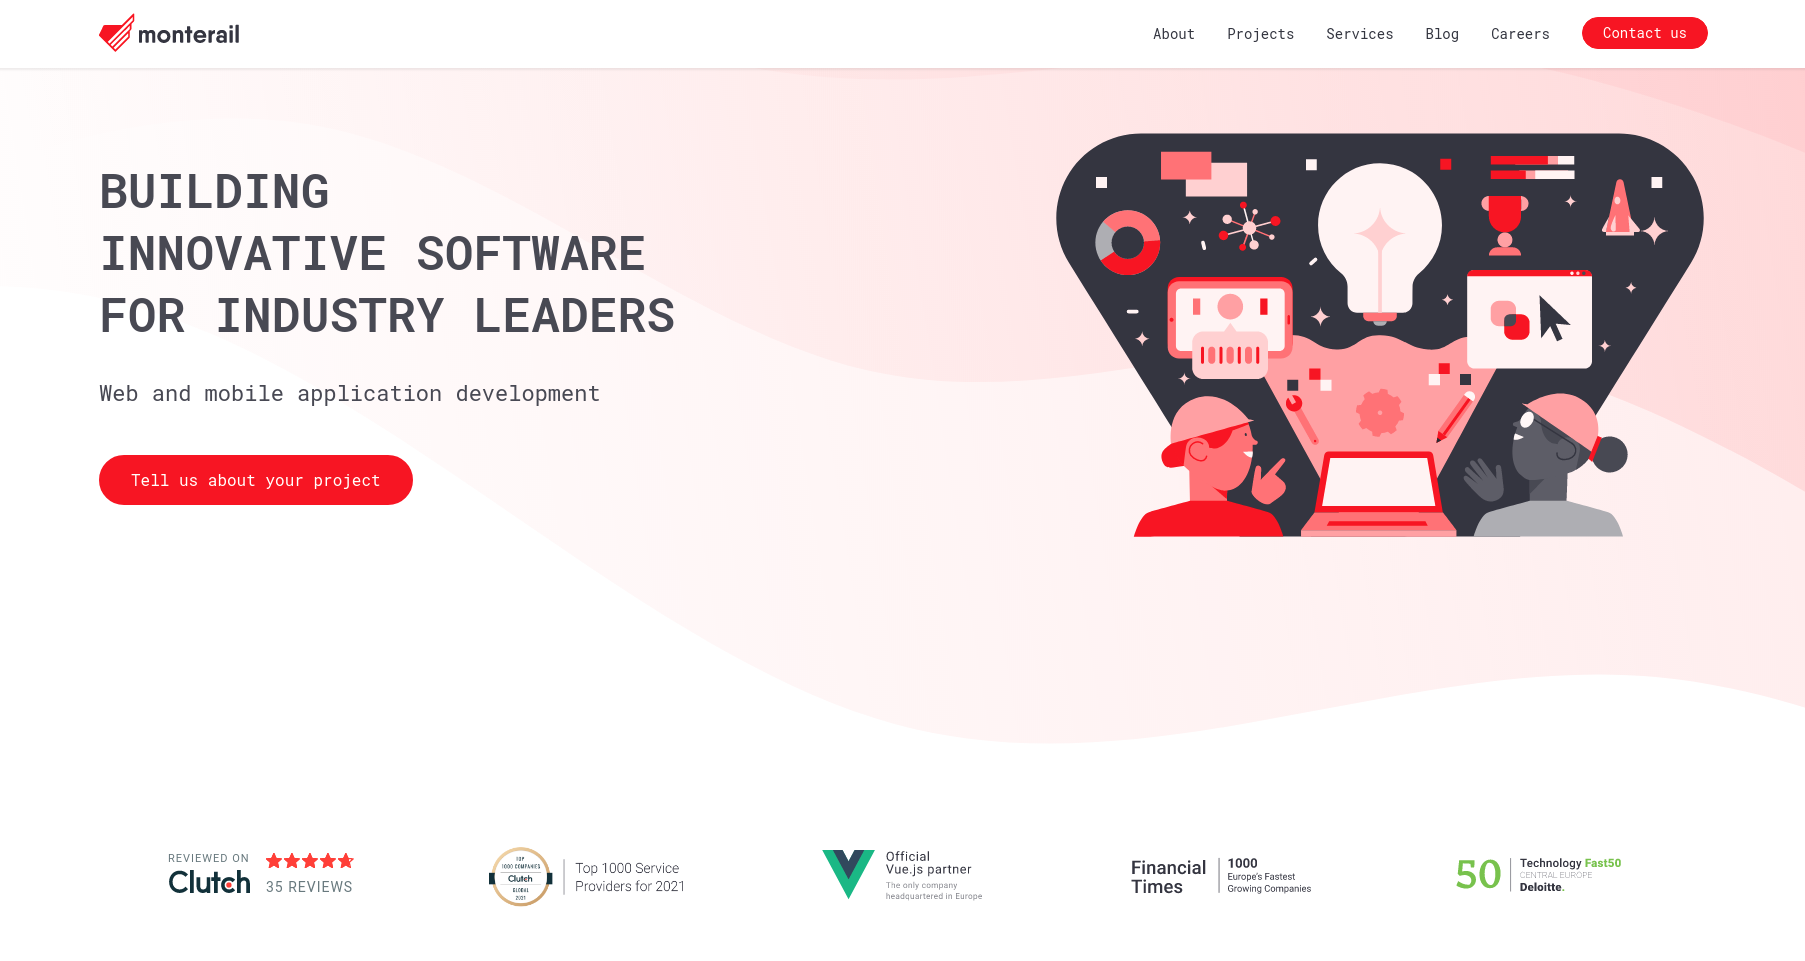 monterail
About Projects Services Blog Careers Contact us
BUILDING
INNOVATIVE SOFTWARE
FOR INDUSTRY LEADERS
Web and mobile application development
Tell us about your project
REVIEWED ON
Clutch
35 REVIEWS
TOP
1000 COMPANIES
Clutch
GLOBAL
2021
Top 1000 Service
Providers for 2021
Official
Vue.js partner
The only company
headquartered in Europe
Financial
Times
1000
Europe's Fastest
Growing Companies
50
Technology Fast50
CENTRAL EUROPE
Deloitte.